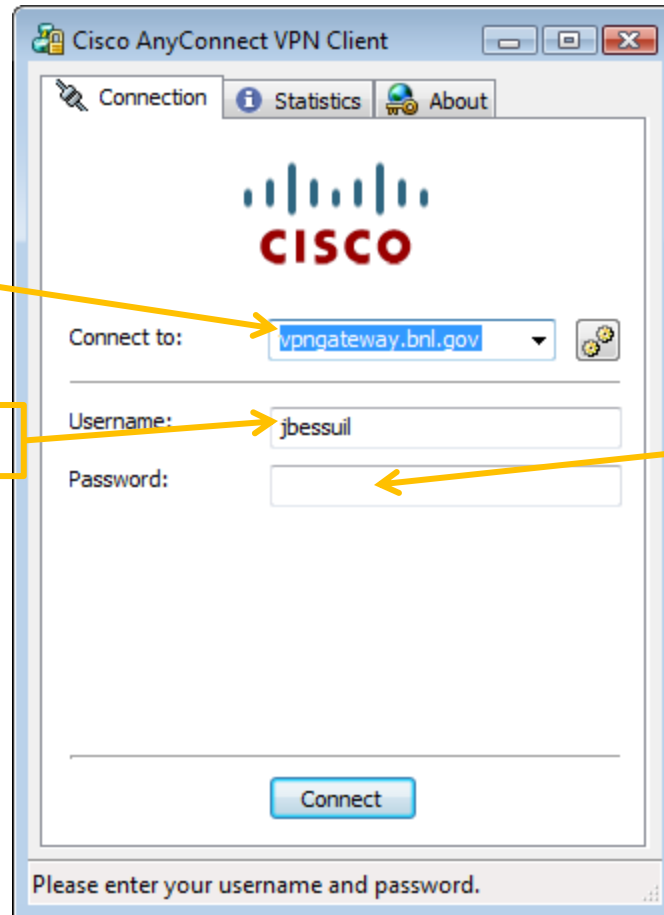 Cisco AnyConnect VPN Client
Connection Statistics About
CISCO
Connect to: vpngateway.bnl.gov
Username: jbessuil
Password:
Connect
Please enter your username and password.